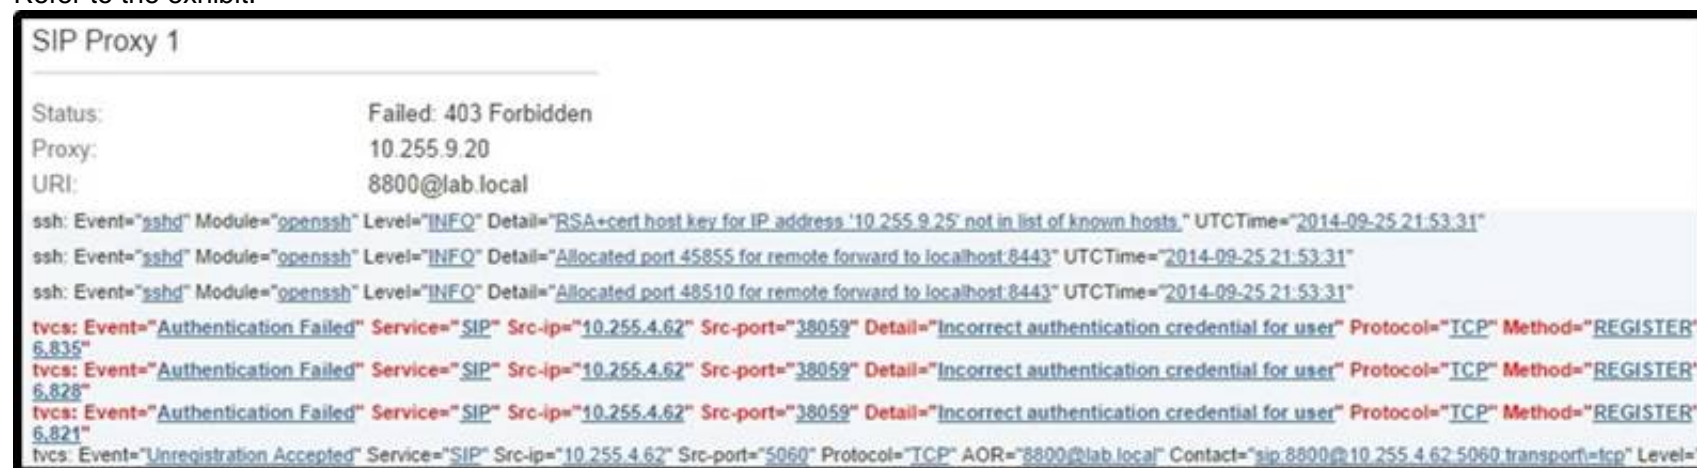 Refer to the exhibit.
SIP Proxy 1
Status: Failed: 403 Forbidden
Proxy: 10.255.9.20
URI: 8800@lab.local
ssh: Event="sshd" Module="openssh" Level="INFO" Detail="RSA+cert host key for IP address '10.255.9.25' not in list of known hosts." UTCTime="2014-09-25 21:53:31"
ssh: Event="sshd" Module="openssh" Level="INFO" Detail="Allocated port 45855 for remote forward to localhost:8443" UTCTime="2014-09-25 21:53:31"
ssh: Event="sshd" Module="openssh" Level="INFO" Detail="Allocated port 48510 for remote forward to localhost:8443" UTCTime="2014-09-25 21:53:31"
tvcs: Event="Authentication Failed" Service="SIP" Src-ip="10.255.4.62" Src-port="38059" Detail="Incorrect authentication credential for user" Protocol="TCP" Method="REGISTER"
6,835"
tvcs: Event="Authentication Failed" Service="SIP" Src-ip="10.255.4.62" Src-port="38059" Detail="Incorrect authentication credential for user" Protocol="TCP" Method="REGISTER"
6,828"
tvcs: Event="Authentication Failed" Service="SIP" Src-ip="10.255.4.62" Src-port="38059" Detail="Incorrect authentication credential for user" Protocol="TCP" Method="REGISTER"
6,821"
tvcs: Event="Unregistration Accepted" Service="SIP" Src-ip="10.255.4.62" Src-port="5060" Protocol="TCP" AOR="8800@lab.local" Contact="sip:8800@10.255.4.62:5060;transport\=tcp" Level="